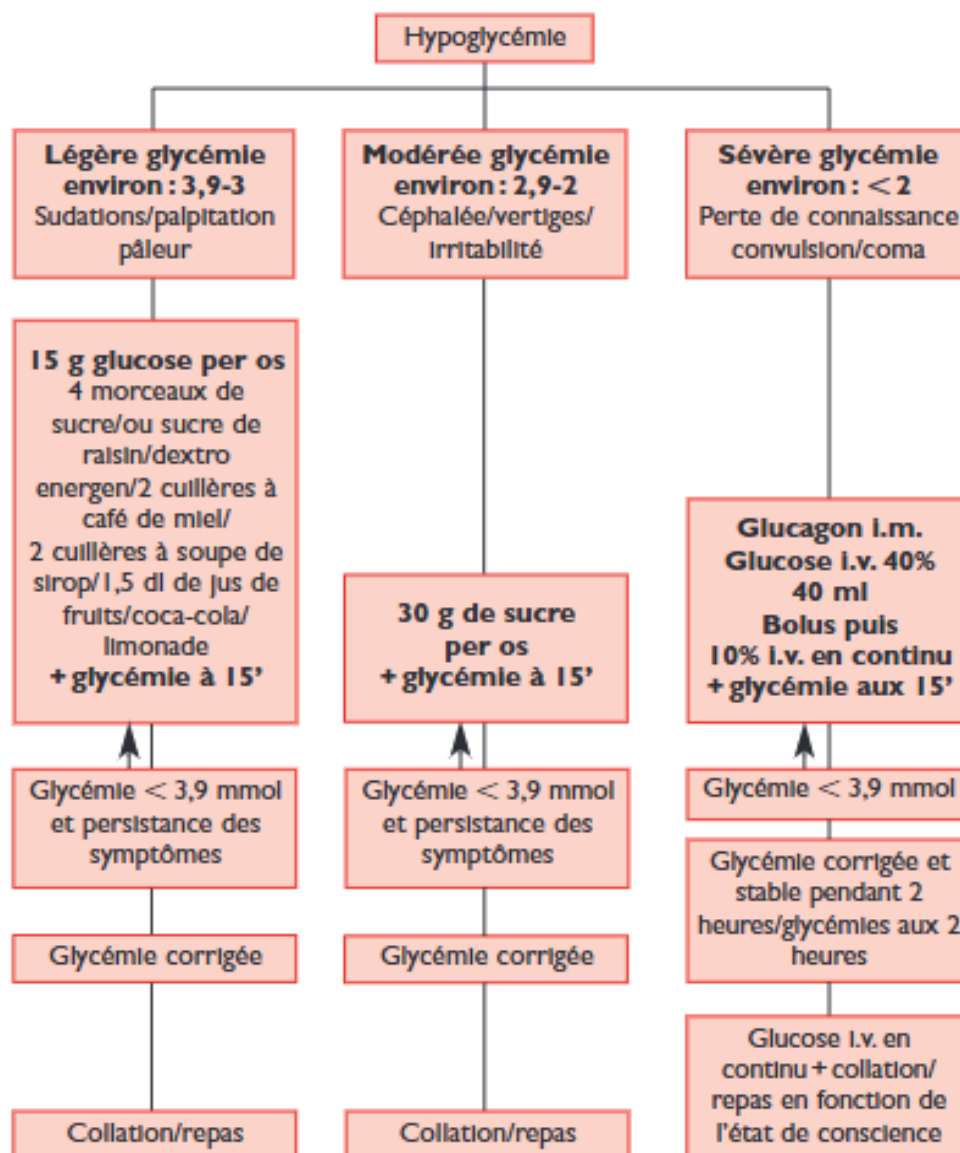 Hypoglycémie
Légère glycémie
environ : 3,9-3
Sudations/palpitation
pâleur
Modérée glycémie
environ : 2,9-2
Céphalée/vertiges/
irritabilité
Sévère glycémie
environ : < 2
Perte de connaissance
convulsion/coma
15 g glucose per os
4 morceaux de
sucre/ou sucre de
raisin/dextro
energen/2 cuillères à
café de miel/
2 cuillères à soupe de
sirop/1,5 dl de jus de
fruits/coca-cola/
limonade
+ glycémie à 15’
30 g de sucre
per os
+ glycémie à 15’
Glucagon i.m.
Glucose i.v. 40%
40 ml
Bolus puis
10% i.v. en continu
+ glycémie aux 15’
Glycémie < 3,9 mmol
et persistance des
symptômes
Glycémie < 3,9 mmol
et persistance des
symptômes
Glycémie < 3,9 mmol
Glycémie corrigée et
stable pendant 2
heures/glycémies aux 2
heures
Glycémie corrigée
Glycémie corrigée
Glucose i.v. en
continu + collation/
repas en fonction de
l’état de conscience
Collation/repas
Collation/repas